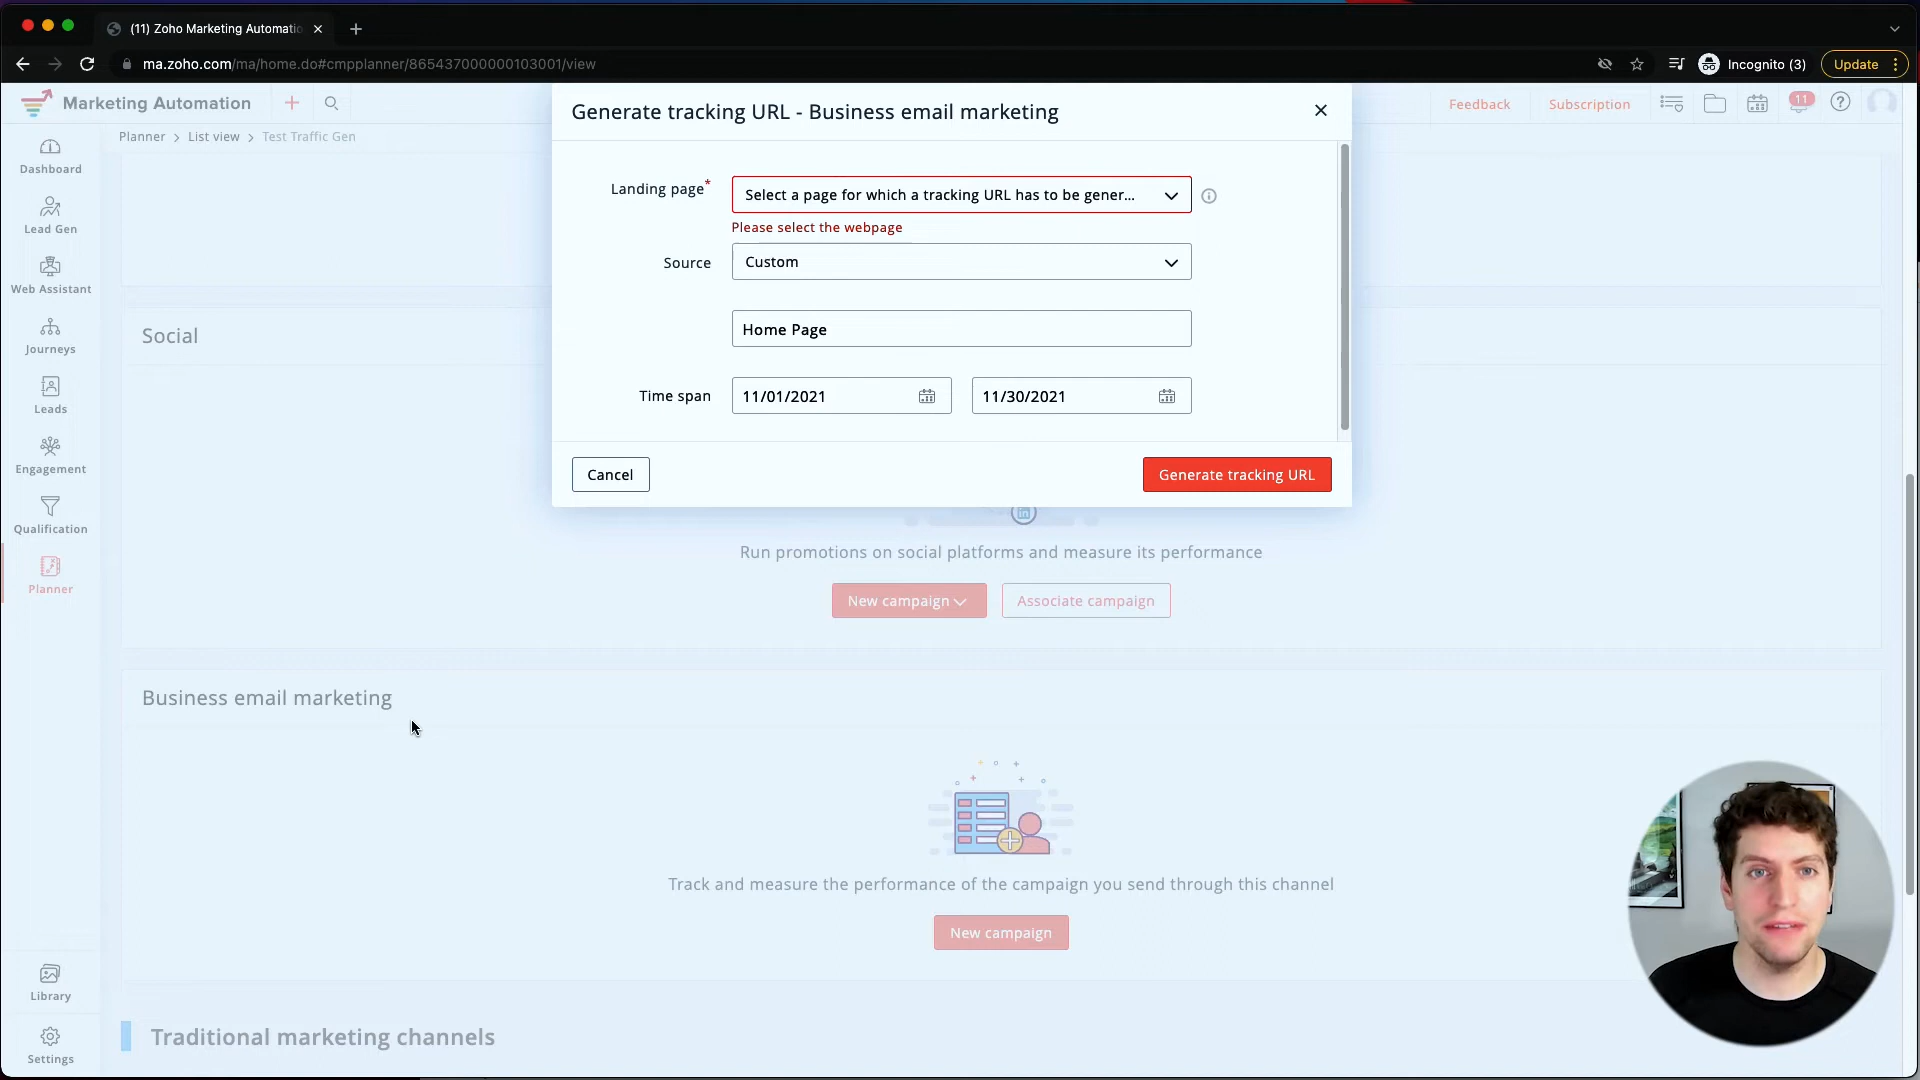 (11) Zoho Marketing Automatio
ma.zoho.com/ma/home.do#cmpplanner/865437000000103001/view
Incognito (3)
Update
Marketing Automation
Feedback
Subscription
11
Planner > List view > Test Traffic Gen
Generate tracking URL - Business email marketing
Landing page*
Select a page for which a tracking URL has to be gener...
Please select the webpage
Source
Custom
Home Page
Time span
11/01/2021
11/30/2021
Cancel
Generate tracking URL
Dashboard
Lead Gen
Web Assistant
Journeys
Leads
Engagement
Qualification
Planner
Library
Settings
Social
in
Run promotions on social platforms and measure its performance
New campaign
Associate campaign
Business email marketing
Track and measure the performance of the campaign you send through this channel
New campaign
Traditional marketing channels